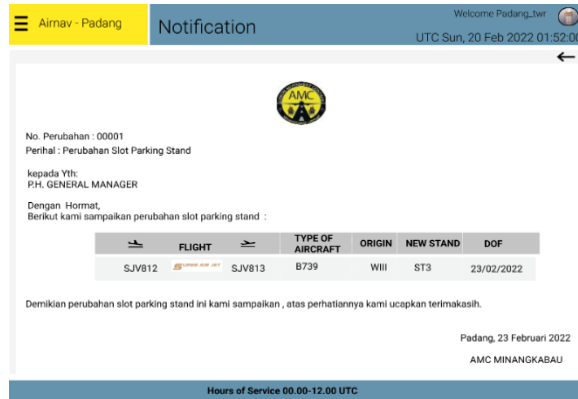 Airnav - Padang
Notification
Welcome Padang_twr
UTC Sun, 20 Feb 2022 01:52:00
AMC
No. Perubahan : 00001
Perihal : Perubahan Slot Parking Stand
kepada Yth:
P.H. GENERAL MANAGER
Dengan Hormat,
Berikut kami sampaikan perubahan slot parking stand :
FLIGHT TYPE OF AIRCRAFT ORIGIN NEW STAND DOF
SJV812 SUPER AIR JET SJV813 B739 WIII ST3 23/02/2022
Demikian perubahan slot parking stand ini kami sampaikan , atas perhatiannya kami ucapkan terimakasih.
Padang, 23 Februari 2022
AMC MINANGKABAU
Hours of Service 00.00-12.00 UTC